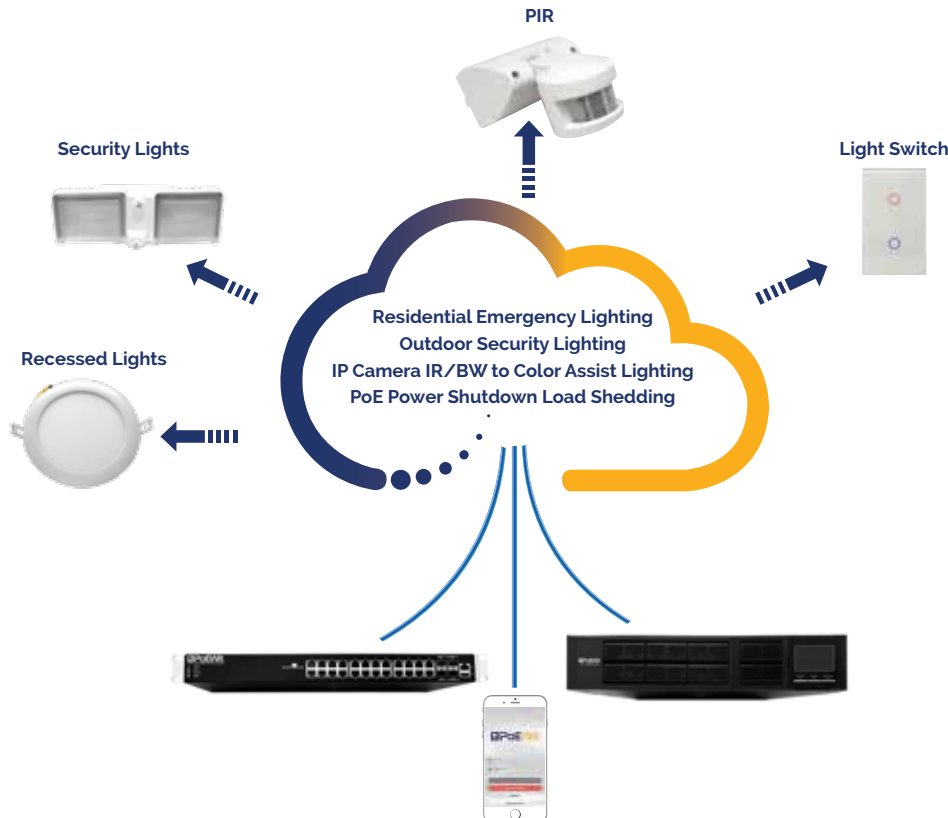 PIR
Security Lights
Light Switch
Residential Emergency Lighting
Outdoor Security Lighting
IP Camera IR/BW to Color Assist Lighting
PoE Power Shutdown Load Shedding
Recessed Lights